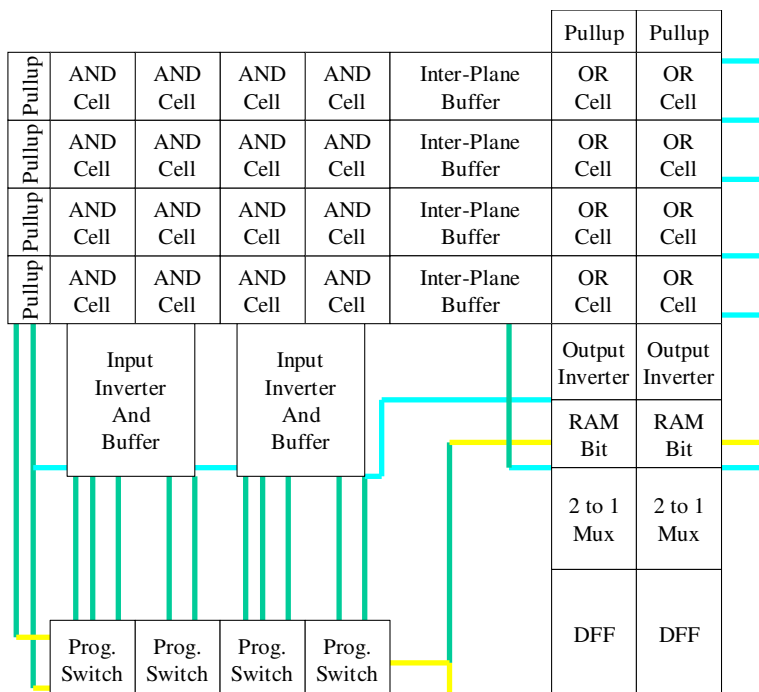 Pullup Pullup
Pullup AND AND AND AND Inter-Plane OR OR
Cell Cell Cell Cell Buffer Cell Cell
Pullup AND AND AND AND Inter-Plane OR OR
Cell Cell Cell Cell Buffer Cell Cell
Pullup AND AND AND AND Inter-Plane OR OR
Cell Cell Cell Cell Buffer Cell Cell
Pullup AND AND AND AND Inter-Plane OR OR
Cell Cell Cell Cell Buffer Cell Cell
Input Input Output Output
Inverter Inverter Inverter Inverter
And And RAM RAM
Buffer Buffer Bit Bit
2 to 1 2 to 1
Mux Mux
Prog. Prog. Prog. Prog. DFF DFF
Switch Switch Switch Switch